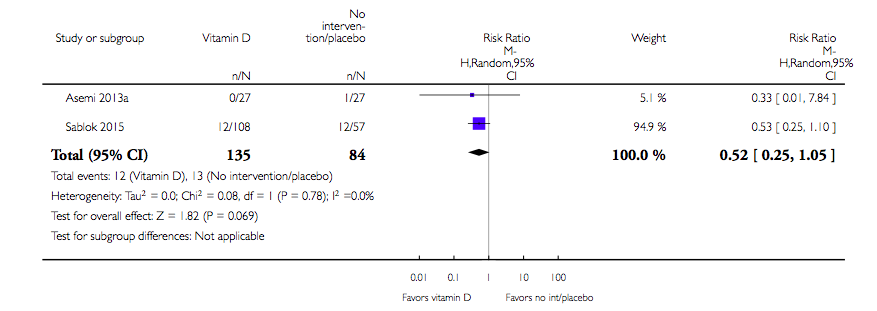 Study or subgroup Vitamin D No interven-tion/placebo Risk Ratio Weight Risk Ratio
M-H,Random,95% CI M-H,Random,95% CI
n/N n/N
Asemi 2013a 0/27 1/27 5.1 % 0.33 [ 0.01, 7.84 ]
Sablok 2015 12/108 12/57 94.9 % 0.53 [ 0.25, 1.10 ]
Total (95% CI) 135 84 100.0 % 0.52 [ 0.25, 1.05 ]
Total events: 12 (Vitamin D), 13 (No intervention/placebo)
Heterogeneity: Tau² = 0.0; Chi² = 0.08, df = 1 (P = 0.78); I² =0.0%
Test for overall effect: Z = 1.82 (P = 0.069)
Test for subgroup differences: Not applicable
0.01 0.1 1 10 100
Favors vitamin D Favors no int/placebo